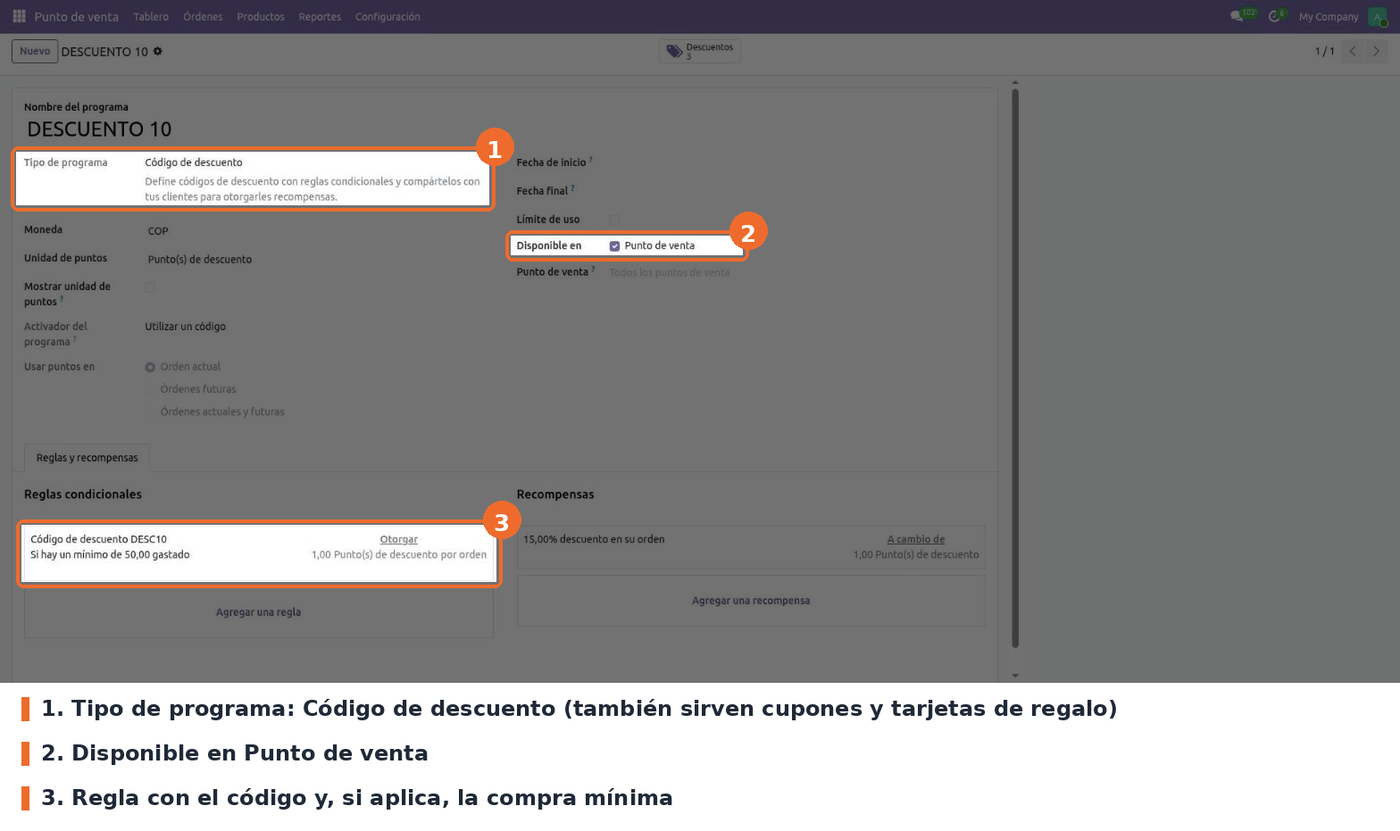 Punto de venta Tablero Órdenes Productos Reportes Configuración 102 6 My Company A
Nuevo DESCUENTO 10 Descuentos 3 1 / 1
Nombre del programa
DESCUENTO 10
1
Tipo de programa Código de descuento
Define códigos de descuento con reglas condicionales y compártelos con
tus clientes para otorgarles recompensas.
Moneda COP
Unidad de puntos Punto(s) de descuento
Mostrar unidad de
puntos ?
Activador del
programa ?
Utilizar un código
Usar puntos en Orden actual
Órdenes futuras
Órdenes actuales y futuras
Fecha de inicio ?
Fecha final ?
Límite de uso
2
Disponible en Punto de venta
Punto de venta ? Todos los puntos de venta
Reglas y recompensas
Reglas condicionales
3
Código de descuento DESC10 Otorgar
Si hay un mínimo de 50,00 gastado 1,00 Punto(s) de descuento por orden
Agregar una regla
Recompensas
15,00% descuento en su orden A cambio de
1,00 Punto(s) de descuento
Agregar una recompensa
1. Tipo de programa: Código de descuento (también sirven cupones y tarjetas de regalo)
2. Disponible en Punto de venta
3. Regla con el código y, si aplica, la compra mínima